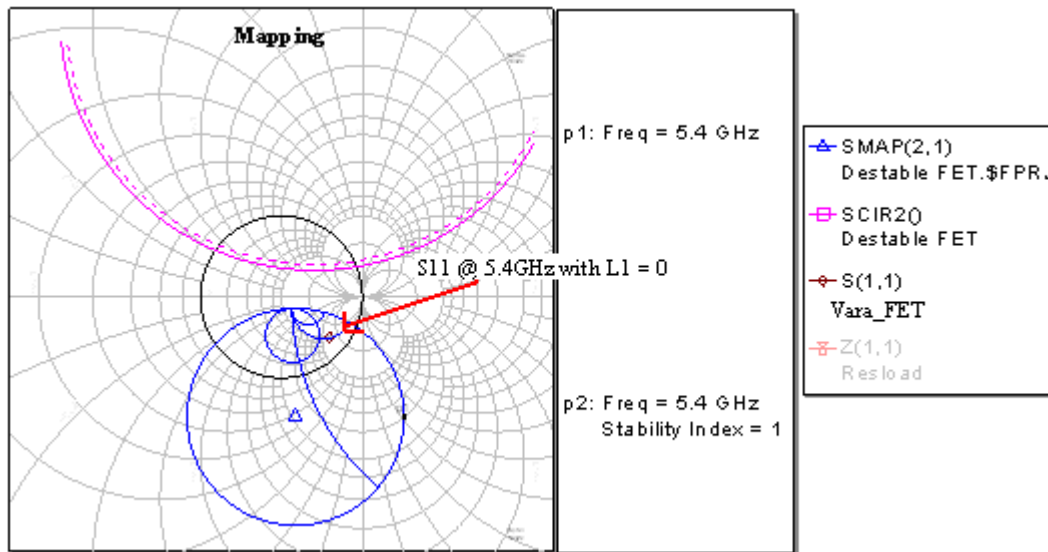 Mapping
S11 @ 5.4GHz with L1 = 0
p1: Freq = 5.4 GHz
p2: Freq = 5.4 GHz
Stability Index = 1
SMAP(2,1)
Destable FET.$FPR.
SCIR2()
Destable FET
S(1,1)
Vara_FET
Z(1,1)
Resload